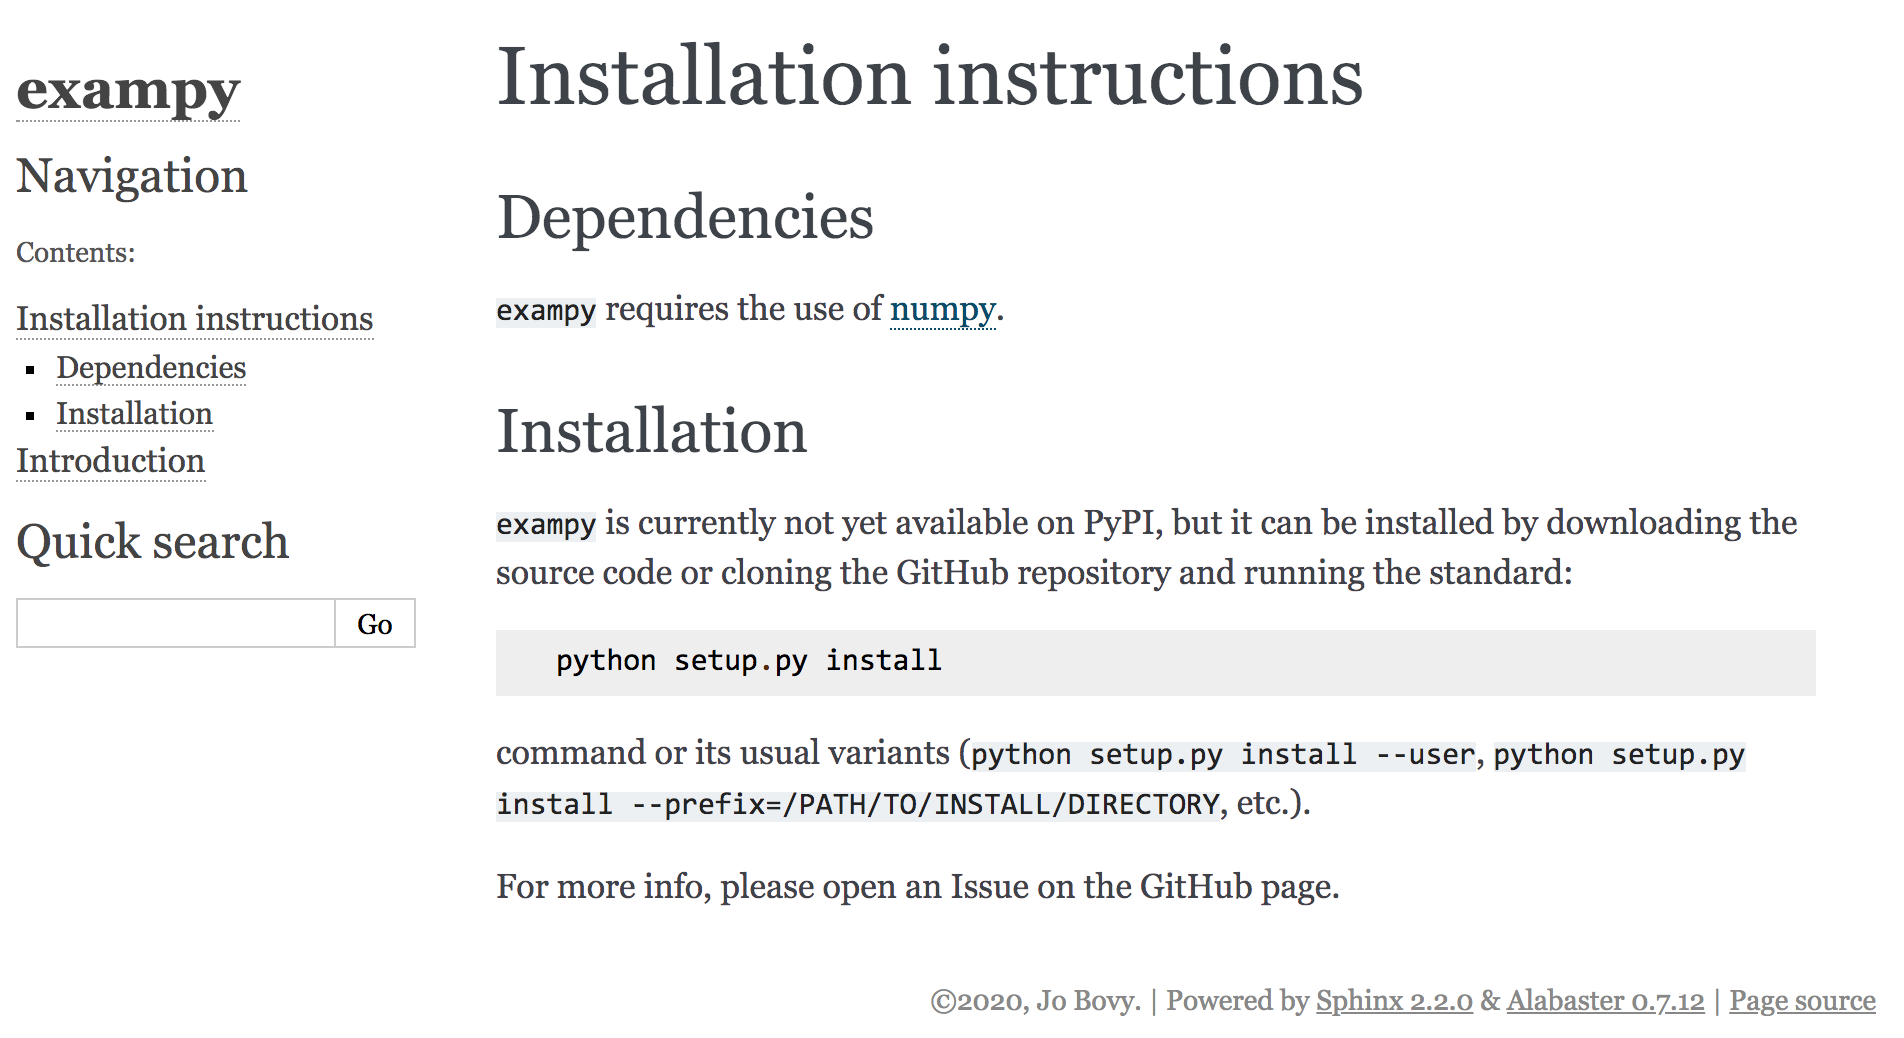 exampy
Navigation
Contents:
Installation instructions
Dependencies
Installation
Introduction
Quick search
Go
Installation instructions
Dependencies
exampy requires the use of numpy.
Installation
exampy is currently not yet available on PyPI, but it can be installed by downloading the
source code or cloning the GitHub repository and running the standard:
python setup.py install
command or its usual variants (python setup.py install --user, python setup.py
install --prefix=/PATH/TO/INSTALL/DIRECTORY, etc.).
For more info, please open an Issue on the GitHub page.
©2020, Jo Bovy. | Powered by Sphinx 2.2.0 & Alabaster 0.7.12 | Page source